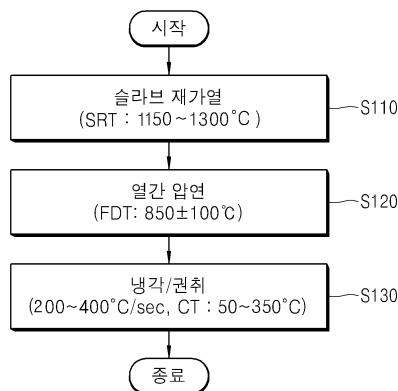 시작
슬라브 재가열
(SRT : 1150~1300℃ )
S110
열간 압연
(FDT: 850±100℃)
S120
냉각/권취
(200~400℃/sec, CT : 50~350℃)
S130
종료